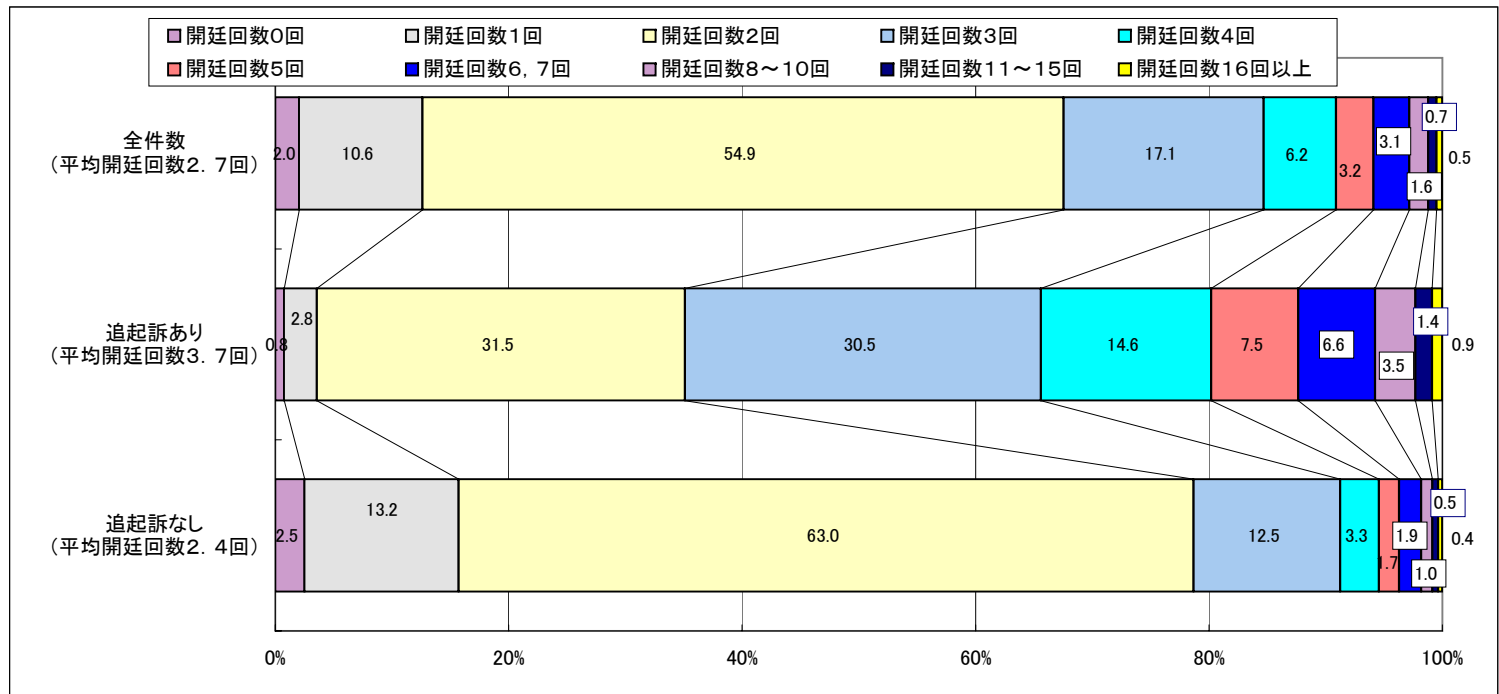 開廷回数0回 開廷回数1回 開廷回数2回 開廷回数3回 開廷回数4回
開廷回数5回 開廷回数6,7回 開廷回数8～10回 開廷回数11～15回 開廷回数16回以上
全件数
(平均開廷回数2.7回)
2.0 10.6 54.9 17.1 6.2 3.2 3.1 1.6 0.7 0.5
追起訴あり
(平均開廷回数3.7回)
0.8 2.8 31.5 30.5 14.6 7.5 6.6 3.5 1.4 0.9
追起訴なし
(平均開廷回数2.4回)
2.5 13.2 63.0 12.5 3.3 1.7 1.9 1.0 0.5 0.4
0% 20% 40% 60% 80% 100%